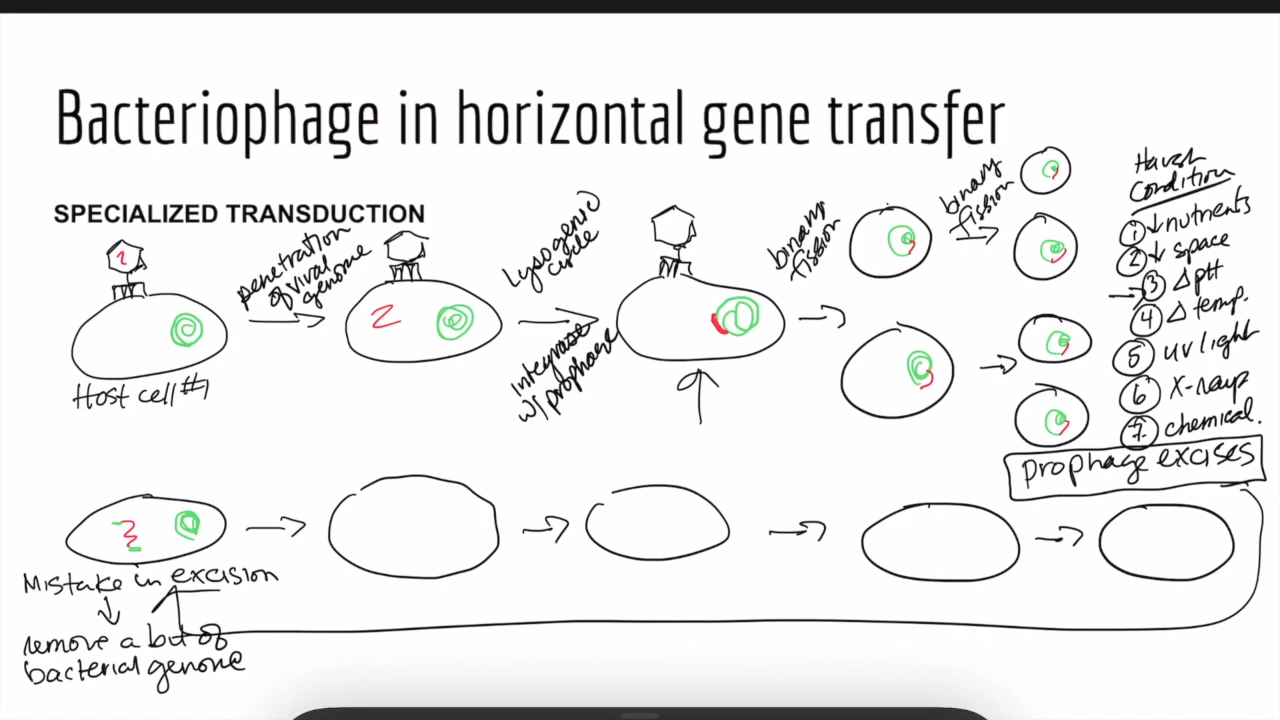 Bacteriophage in horizontal gene transfer
SPECIALIZED TRANSDUCTION
penetration
of viral
genome
Lysogenic
cycle
integrase
w/prophage
binary
fission
binary
fission
Host cell #1
Harsh
Condition
① ↓ nutrients
② ↓ space
→ ③ Δ pH
④ Δ temp.
⑤ uv light
⑥ X-rays
⑦ chemical.
prophage excises
Mistake in excision
↓
remove a bit of
bacterial genome